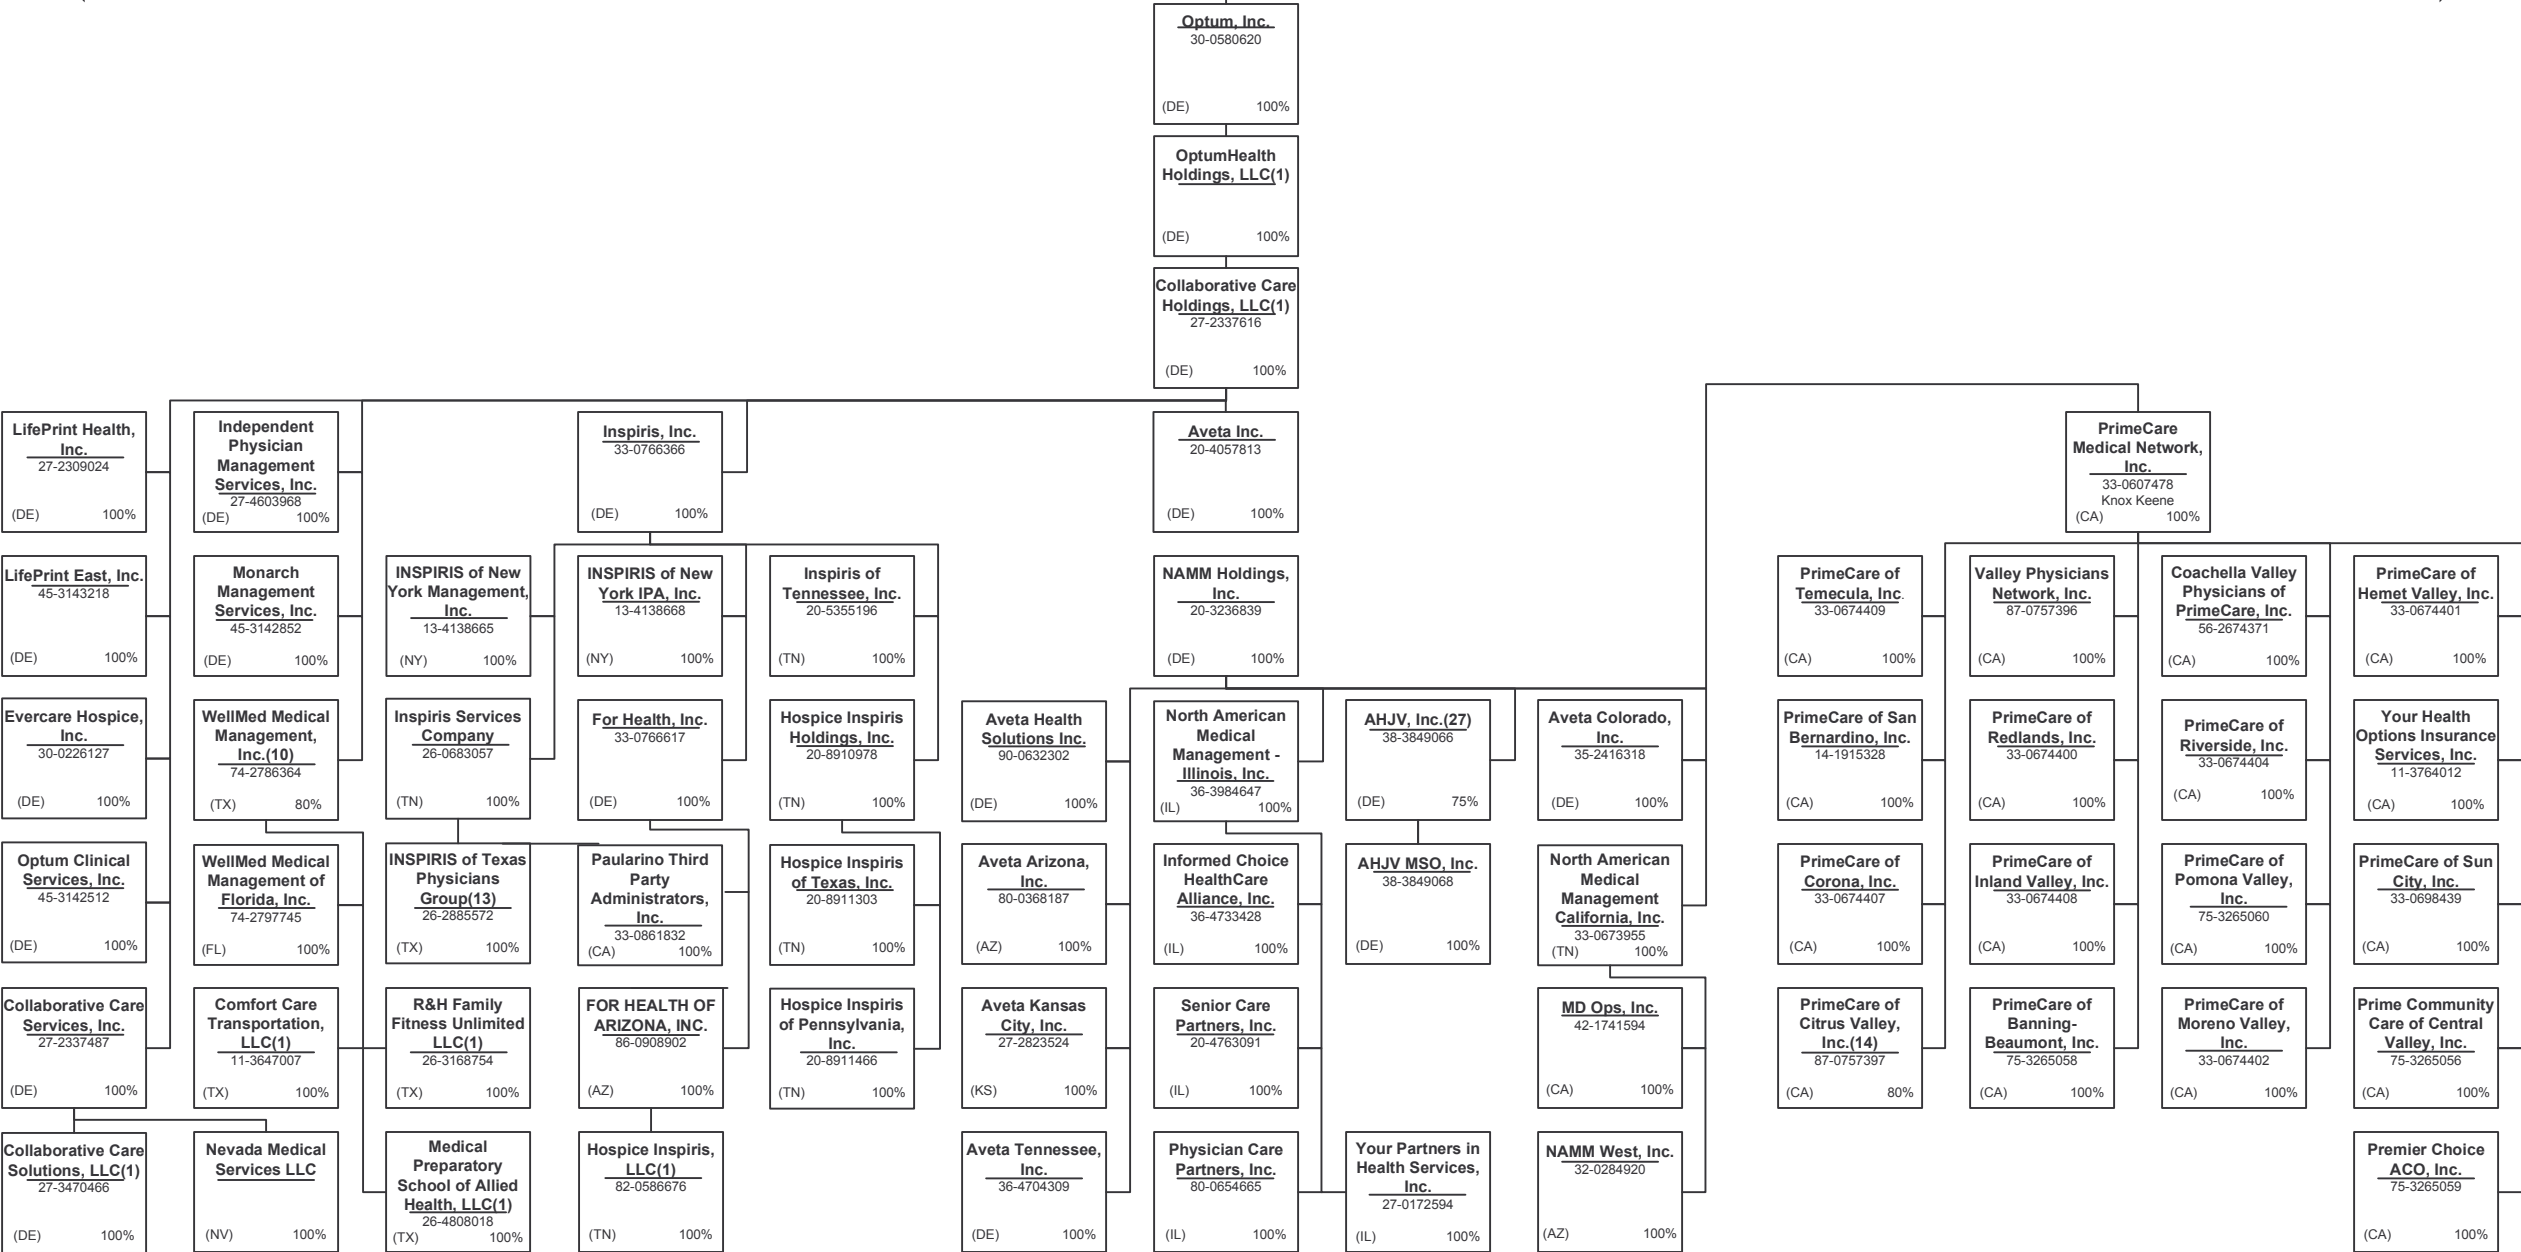 Optum, Inc.
30-0580620
(DE) 100%
OptumHealth
Holdings, LLC(1)
(DE) 100%
Collaborative Care
Holdings, LLC(1)
27-2337616
(DE) 100%
LifePrint Health,
Inc.
27-2309024
(DE) 100%
Independent
Physician
Management
Services, Inc.
27-4603968
(DE) 100%
Inspiris, Inc.
33-0766366
(DE) 100%
Aveta Inc.
20-4057813
(DE) 100%
PrimeCare
Medical Network,
Inc.
33-0607478
Knox Keene
(CA) 100%
LifePrint East, Inc.
45-3143218
(DE) 100%
Monarch
Management
Services, Inc.
45-3142852
(DE) 100%
INSPIRIS of New
York Management,
Inc.
13-4138665
(NY) 100%
INSPIRIS of New
York IPA, Inc.
13-4138668
(NY) 100%
Inspiris of
Tennessee, Inc.
20-5355196
(TN) 100%
NAMM Holdings,
Inc.
20-3236839
(DE) 100%
PrimeCare of
Temecula, Inc.
33-0674409
(CA) 100%
Valley Physicians
Network, Inc.
87-0757396
(CA) 100%
Coachella Valley
Physicians of
PrimeCare, Inc.
56-2674371
(CA) 100%
PrimeCare of
Hemet Valley, Inc.
33-0674401
(CA) 100%
Evercare Hospice,
Inc.
30-0226127
(DE) 100%
WellMed Medical
Management,
Inc.(10)
74-2786364
(TX) 80%
Inspiris Services
Company
26-0683057
(TN) 100%
For Health, Inc.
33-0766617
(DE) 100%
Hospice Inspiris
Holdings, Inc.
20-8910978
(TN) 100%
Aveta Health
Solutions Inc.
90-0632302
(DE) 100%
North American
Medical
Management -
Illinois, Inc.
36-3984647
(IL) 100%
AHJV, Inc.(27)
38-3849066
(DE) 75%
Aveta Colorado,
Inc.
35-2416318
(DE) 100%
PrimeCare of San
Bernardino, Inc.
14-1915328
(CA) 100%
PrimeCare of
Redlands, Inc.
33-0674400
(CA) 100%
PrimeCare of
Riverside, Inc.
33-0674404
(CA) 100%
Your Health
Options Insurance
Services, Inc.
11-3764012
(CA) 100%
Optum Clinical
Services, Inc.
45-3142512
(DE) 100%
WellMed Medical
Management of
Florida, Inc.
74-2797745
(FL) 100%
INSPIRIS of Texas
Physicians
Group(13)
26-2885572
(TX) 100%
Paularino Third
Party
Administrators,
Inc.
33-0861832
(CA) 100%
Hospice Inspiris
of Texas, Inc.
20-8911303
(TN) 100%
Aveta Arizona,
Inc.
80-0368187
(AZ) 100%
Informed Choice
HealthCare
Alliance, Inc.
36-4733428
(IL) 100%
AHJV MSO, Inc.
38-3849068
(DE) 100%
North American
Medical
Management
California, Inc.
33-0673955
(TN) 100%
PrimeCare of
Corona, Inc.
33-0674407
(CA) 100%
PrimeCare of
Inland Valley, Inc.
33-0674408
(CA) 100%
PrimeCare of
Pomona Valley,
Inc.
75-3265060
(CA) 100%
PrimeCare of Sun
City, Inc.
33-0698439
(CA) 100%
Collaborative Care
Services, Inc.
27-2337487
(DE) 100%
Comfort Care
Transportation,
LLC(1)
11-3647007
(TX) 100%
R&H Family
Fitness Unlimited
LLC(1)
26-3168754
(TX) 100%
FOR HEALTH OF
ARIZONA, INC.
86-0908902
(AZ) 100%
Hospice Inspiris
of Pennsylvania,
Inc.
20-8911466
(TN) 100%
Aveta Kansas
City, Inc.
27-2823524
(KS) 100%
Senior Care
Partners, Inc.
20-4763091
(IL) 100%
MD Ops, Inc.
42-1741594
(CA) 100%
PrimeCare of
Citrus Valley,
Inc.(14)
87-0757397
(CA) 80%
PrimeCare of
Banning-
Beaumont, Inc.
75-3265058
(CA) 100%
PrimeCare of
Moreno Valley,
Inc.
33-0674402
(CA) 100%
Prime Community
Care of Central
Valley, Inc.
75-3265056
(CA) 100%
Collaborative Care
Solutions, LLC(1)
27-3470466
(DE) 100%
Nevada Medical
Services LLC
(NV) 100%
Medical
Preparatory
School of Allied
Health, LLC(1)
26-4808018
(TX) 100%
Hospice Inspiris,
LLC(1)
82-0586676
(TN) 100%
Aveta Tennessee,
Inc.
36-4704309
(DE) 100%
Physician Care
Partners, Inc.
80-0654665
(IL) 100%
Your Partners in
Health Services,
Inc.
27-0172594
(IL) 100%
NAMM West, Inc.
32-0284920
(AZ) 100%
Premier Choice
ACO, Inc.
75-3265059
(CA) 100%